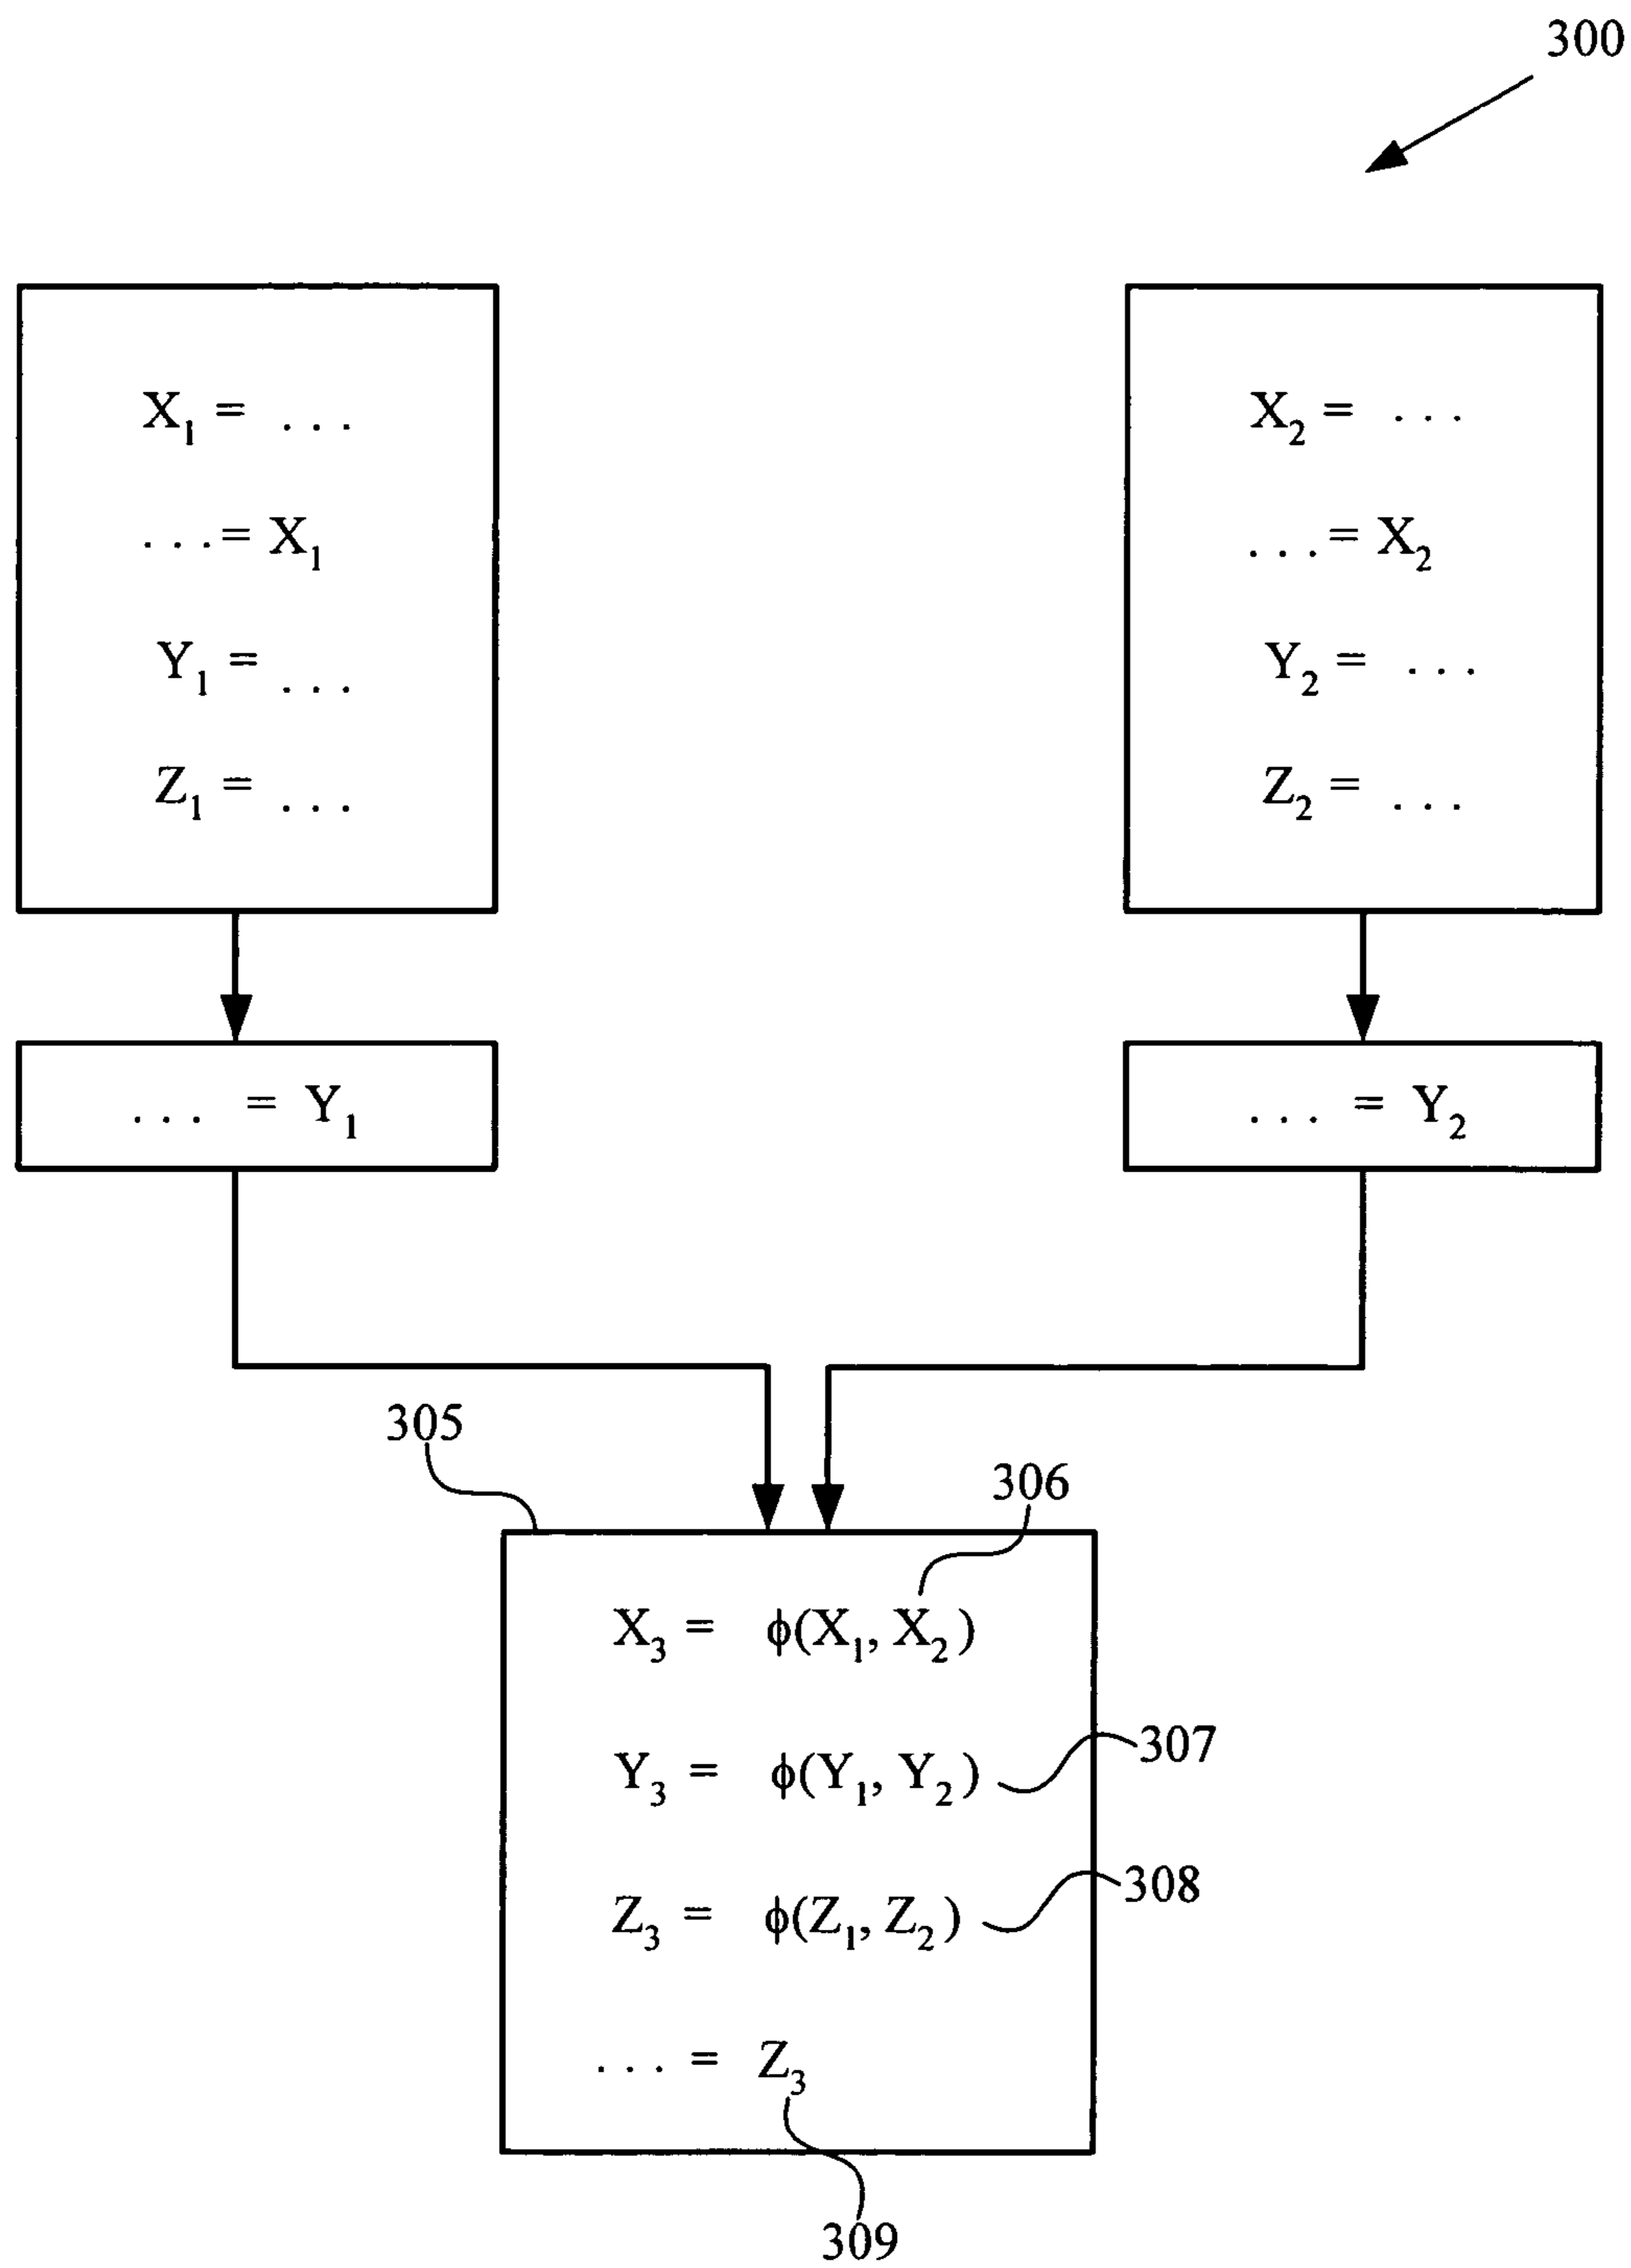 300
X₁ = . . .
. . . = X₁
Y₁ = . . .
Z₁ = . . .
X₂ = . . .
. . . = X₂
Y₂ = . . .
Z₂ = . . .
. . . = Y₁
. . . = Y₂
305
306
X₃ = ϕ(X₁, X₂)
307
Y₃ = ϕ(Y₁, Y₂)
308
Z₃ = ϕ(Z₁, Z₂)
. . . = Z₃
309